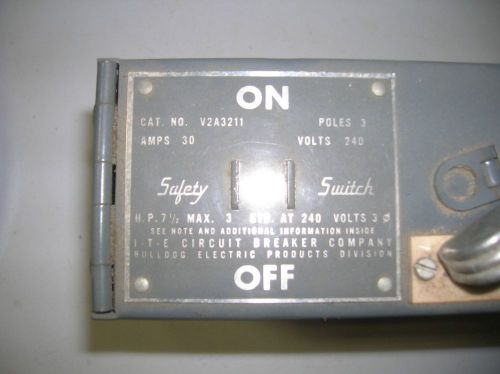 ON
CAT. NO. V2A3211 POLES 3
AMPS 30 VOLTS 240
Safety Switch
H.P. 7½ MAX. 3 STD. AT 240 VOLTS 3 Ø
SEE NOTE AND ADDITIONAL INFORMATION INSIDE
I-T-E CIRCUIT BREAKER COMPANY
BULLDOG ELECTRIC PRODUCTS DIVISION
OFF